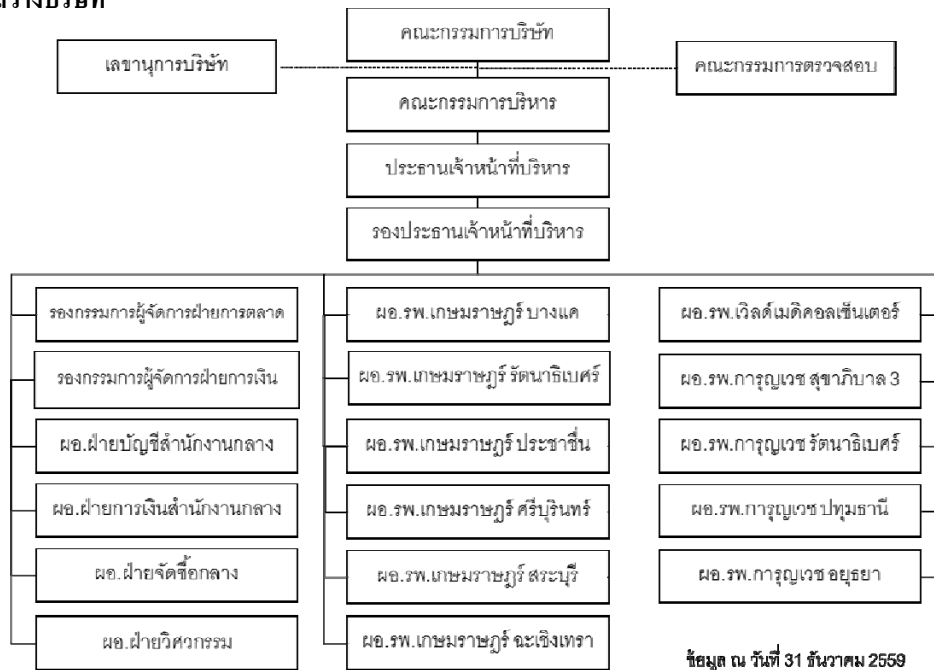 คณะกรรมการบริษัท
เลขานุการบริษัท
คณะกรรมการตรวจสอบ
คณะกรรมการบริหาร
ประธานเจ้าหน้าที่บริหาร
รองประธานเจ้าหน้าที่บริหาร
รองกรรมการผู้จัดการฝ่ายการตลาด
รองกรรมการผู้จัดการฝ่ายการเงิน
ผอ.ฝ่ายบัญชีสำนักงานกลาง
ผอ.ฝ่ายการเงินสำนักงานกลาง
ผอ.ฝ่ายจัดซื้อกลาง
ผอ.ฝ่ายวิศวกรรม
ผอ.รพ.เกษมราษฎร์ บางแค
ผอ.รพ.เกษมราษฎร์ รัตนาธิเบศร์
ผอ.รพ.เกษมราษฎร์ ประชาชื่น
ผอ.รพ.เกษมราษฎร์ ศรีบุรินทร์
ผอ.รพ.เกษมราษฎร์ สระบุรี
ผอ.รพ.เกษมราษฎร์ ฉะเชิงเทรา
ผอ.รพ.เวิลด์เมดิคอลเซ็นเตอร์
ผอ.รพ.การุญเวช สุขาภิบาล 3
ผอ.รพ.การุญเวช รัตนาธิเบศร์
ผอ.รพ.การุญเวช ปทุมธานี
ผอ.รพ.การุญเวช อยุธยา
ข้อมูล ณ วันที่ 31 ธันวาคม 2559